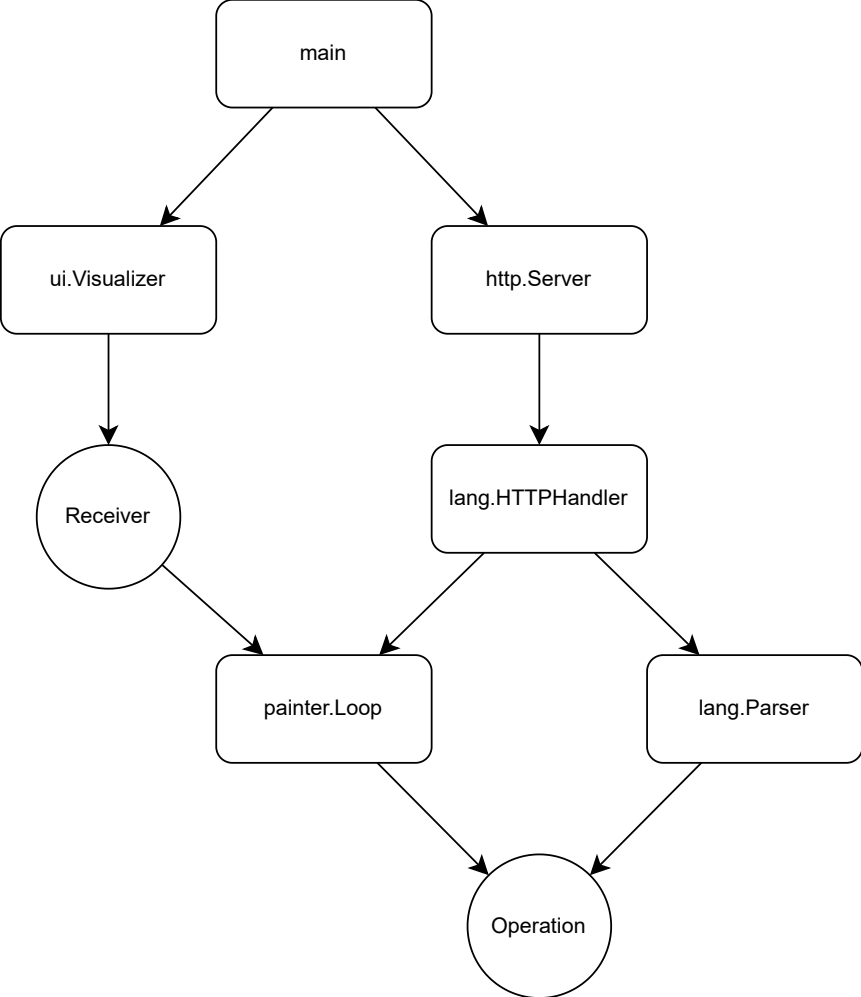 main
ui.Visualizer
http.Server
Receiver
lang.HTTPHandler
painter.Loop
lang.Parser
Operation